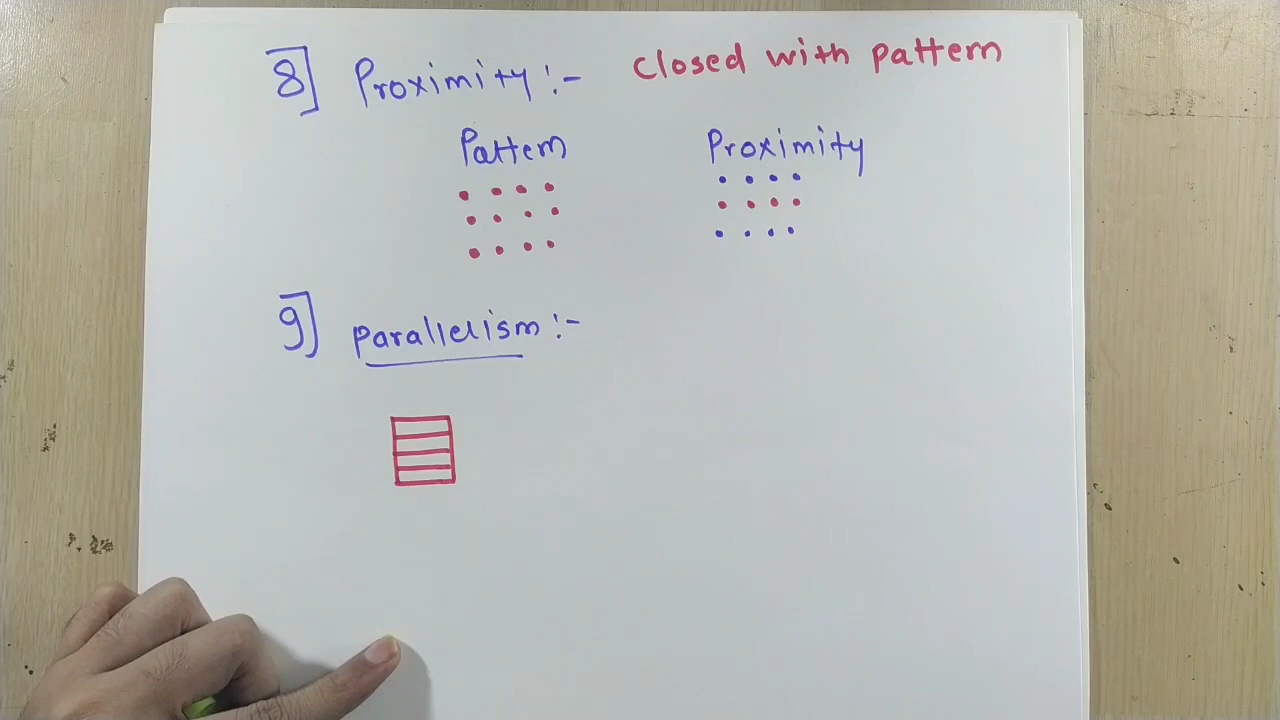 8] Proximity :- Closed with pattern
Pattern Proximity
9] Parallelism :-